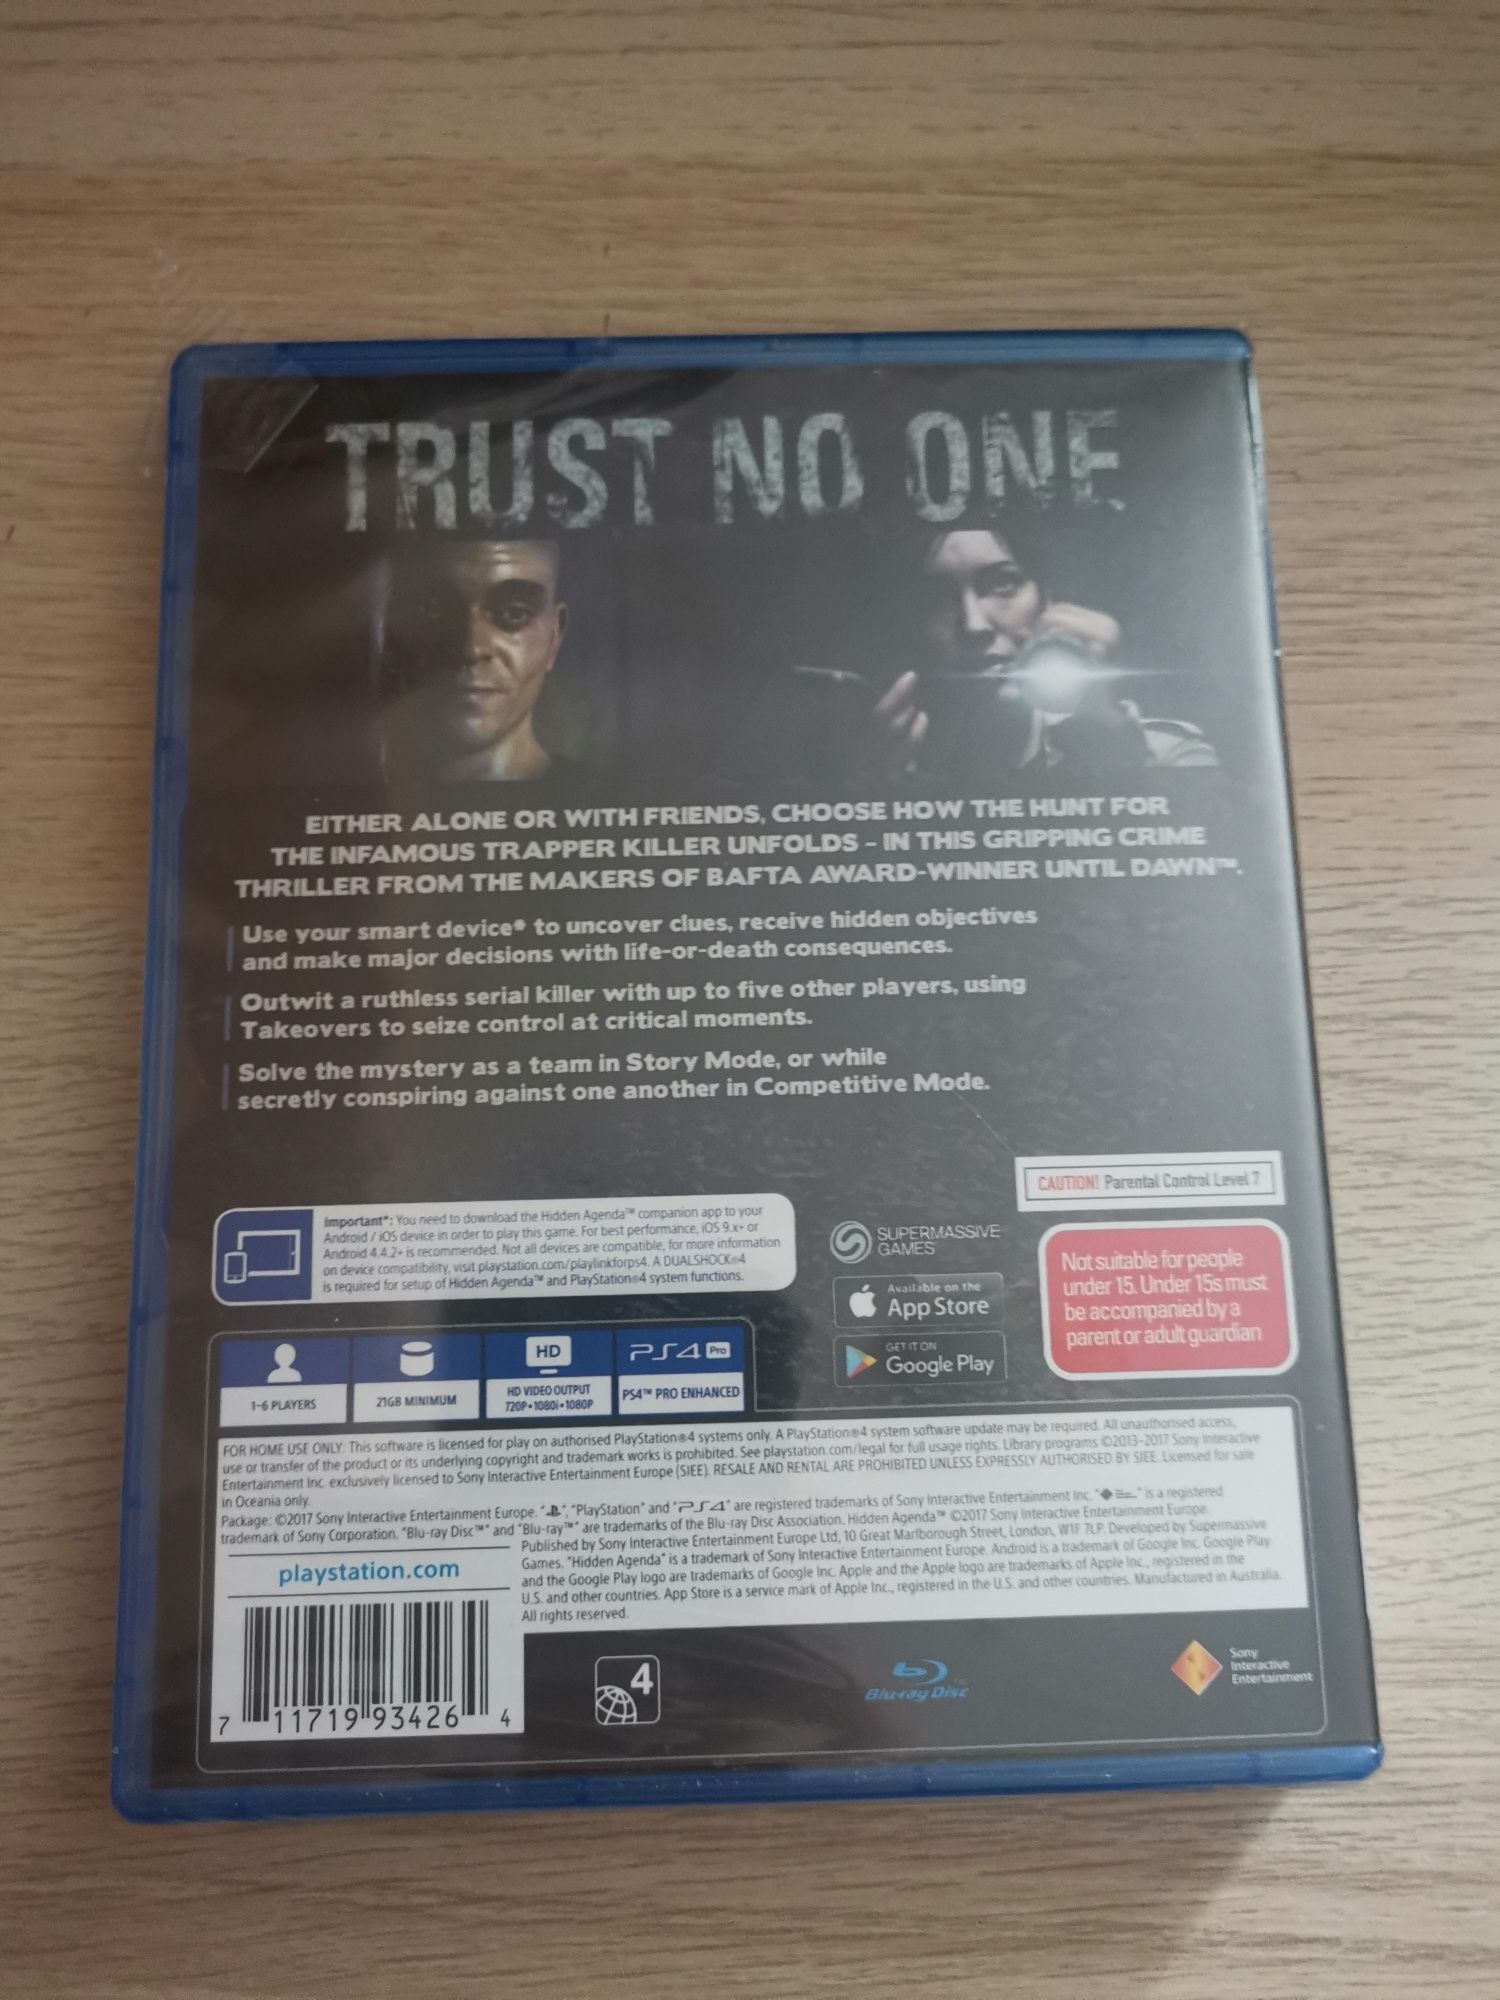 TRUST NO ONE
EITHER ALONE OR WITH FRIENDS, CHOOSE HOW THE HUNT FOR
THE INFAMOUS TRAPPER KILLER UNFOLDS – IN THIS GRIPPING CRIME
THRILLER FROM THE MAKERS OF BAFTA AWARD-WINNER UNTIL DAWN™.
Use your smart device* to uncover clues, receive hidden objectives
and make major decisions with life-or-death consequences.
Outwit a ruthless serial killer with up to five other players, using
Takeovers to seize control at critical moments.
Solve the mystery as a team in Story Mode, or while
secretly conspiring against one another in Competitive Mode.
CAUTION! Parental Control Level 7
Important*: You need to download the Hidden Agenda™ companion app to your
Android / iOS device in order to play this game. For best performance, iOS 9.x+ or
Android 4.4.2+ is recommended. Not all devices are compatible, for more information
on device compatibility, visit playstation.com/playlinkforps4. A DUALSHOCK®4
is required for setup of Hidden Agenda™ and PlayStation®4 system functions.
SUPERMASSIVE
GAMES
Available on the
App Store
GET IT ON
Google Play
Not suitable for people
under 15. Under 15s must
be accompanied by a
parent or adult guardian
1-6 PLAYERS
21GB MINIMUM
HD
HD VIDEO OUTPUT
720P•1080i•1080P
PS4 Pro
PS4™ PRO ENHANCED
FOR HOME USE ONLY: This software is licensed for play on authorised PlayStation®4 systems only. A PlayStation®4 system software update may be required. All unauthorised access,
use or transfer of the product or its underlying copyright and trademark works is prohibited. See playstation.com/legal for full usage rights. Library programs ©2013-2017 Sony Interactive
Entertainment Inc. exclusively licensed to Sony Interactive Entertainment Europe (SIEE). RESALE AND RENTAL ARE PROHIBITED UNLESS EXPRESSLY AUTHORISED BY SIEE. Licensed for sale
in Oceania only.
Package: ©2017 Sony Interactive Entertainment Europe. "PS", "PlayStation" and "PS4" are registered trademarks of Sony Interactive Entertainment Inc. " " is a registered
trademark of Sony Corporation. "Blu-ray Disc™" and "Blu-ray™" are trademarks of the Blu-ray Disc Association. Hidden Agenda™ ©2017 Sony Interactive Entertainment Europe.
Published by Sony Interactive Entertainment Europe Ltd, 10 Great Marlborough Street, London, W1F 7LP. Developed by Supermassive
Games. "Hidden Agenda" is a trademark of Sony Interactive Entertainment Europe. Android is a trademark of Google Inc. Google Play
and the Google Play logo are trademarks of Google Inc. Apple and the Apple logo are trademarks of Apple Inc., registered in the
U.S. and other countries. App Store is a service mark of Apple Inc., registered in the U.S. and other countries. Manufactured in Australia.
All rights reserved.
playstation.com
7 11719 93426 4
4
Blu-ray Disc
Sony
Interactive
Entertainment